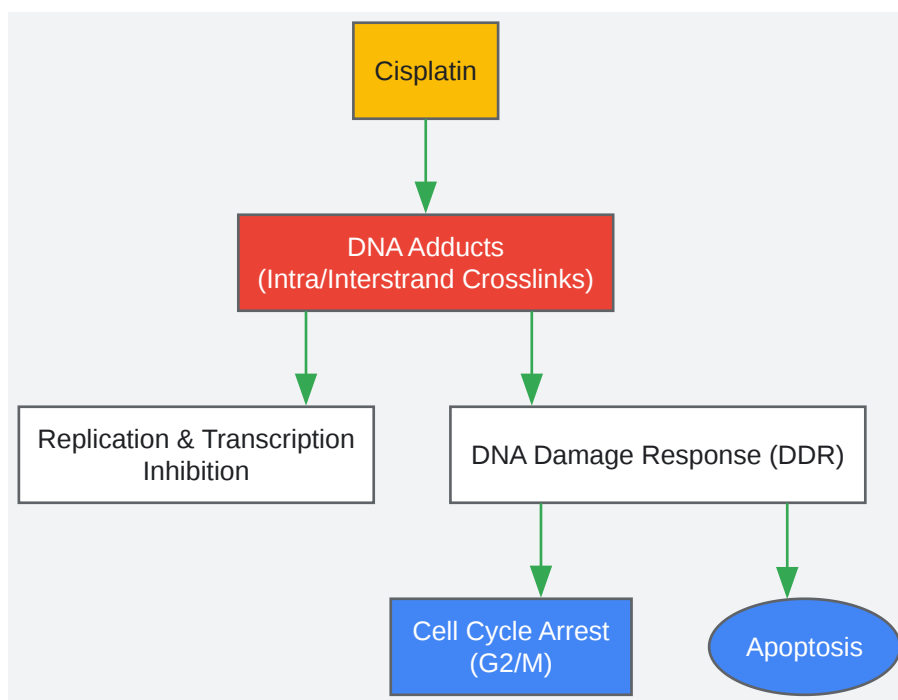 Cisplatin
DNA Adducts
(Intra/Interstrand Crosslinks)
Replication & Transcription
Inhibition
DNA Damage Response (DDR)
Cell Cycle Arrest
(G2/M)
Apoptosis